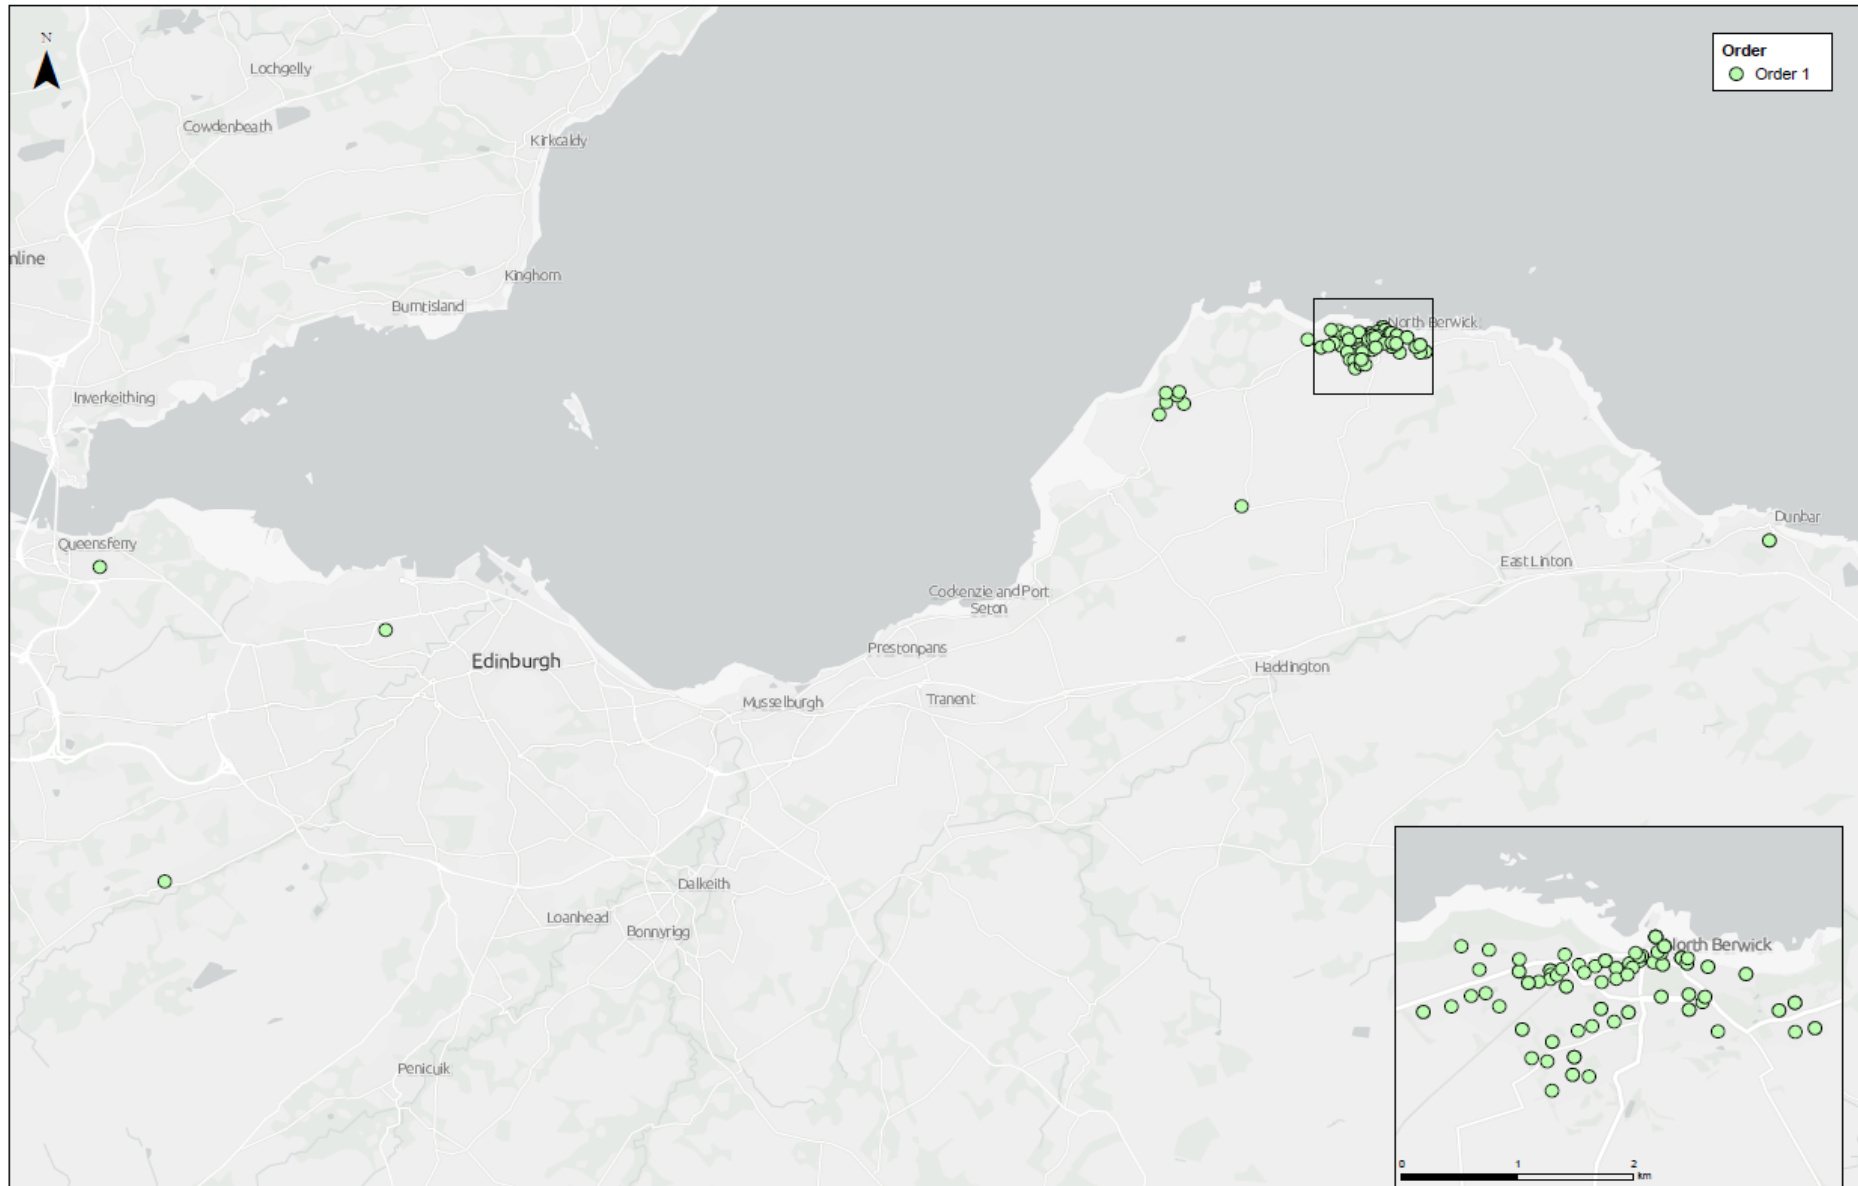 N
Order
Order 1
Lochgelly
Cowdenbeath
Kirkcaldy
nline
Kinghorn
Burntisland
North Berwick
Inverkeithing
Dunbar
Queensferry
East Linton
Cockenzie and Port
Seton
Prestonpans
Edinburgh
Haddington
Musselburgh
Tranent
Dalkeith
Loanhead
Bonnyrigg
North Berwick
Penicuik
0 1 2
km